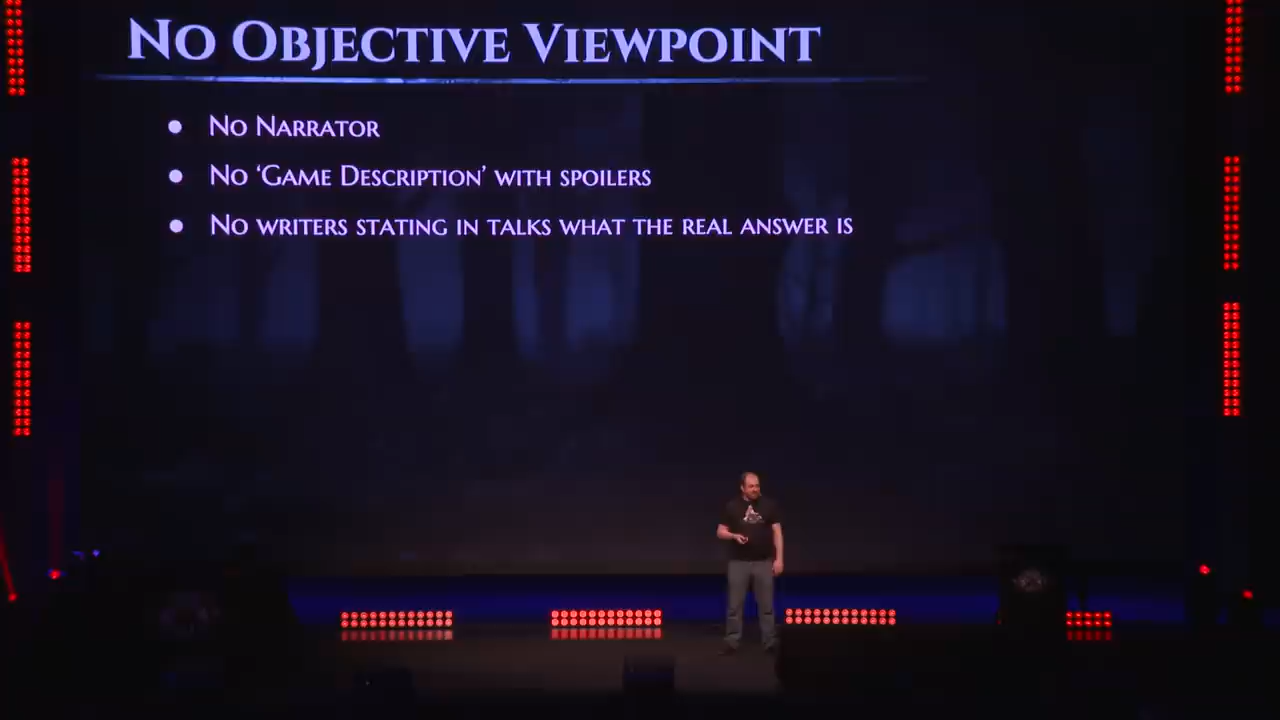 No Objective Viewpoint
● No Narrator
● No ‘Game Description’ with spoilers
● No writers stating in talks what the real answer is